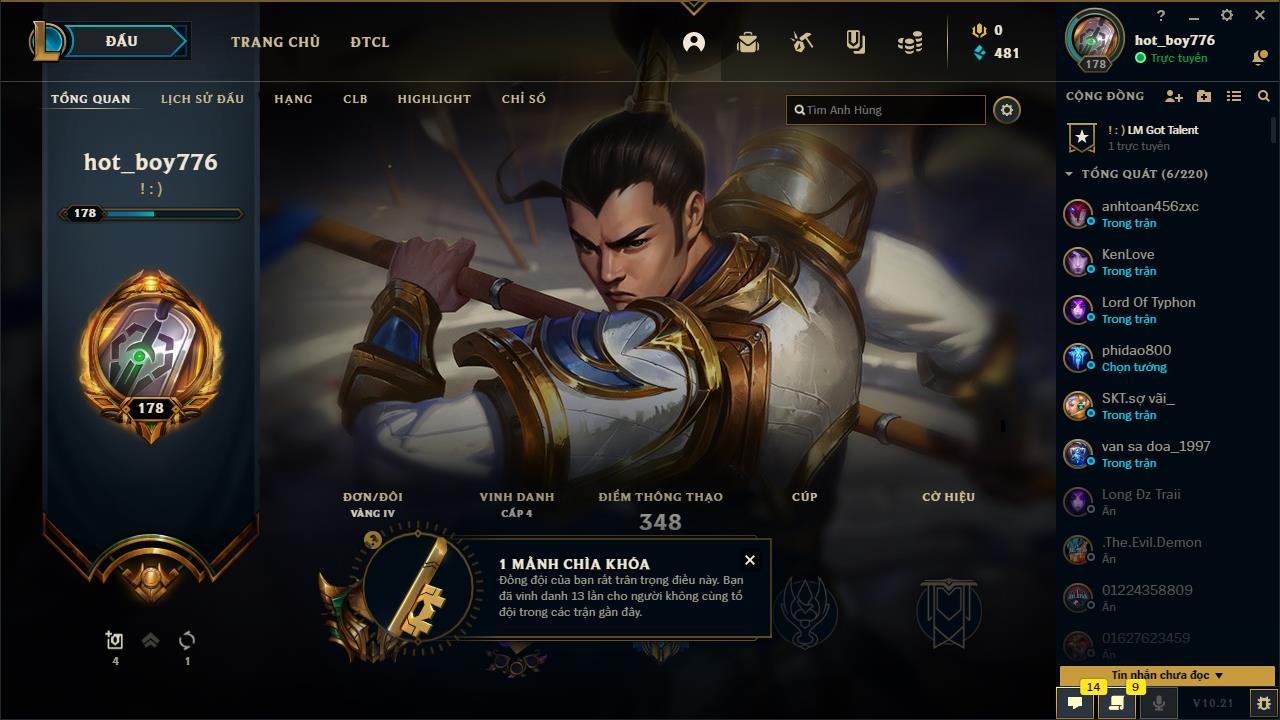 ĐẤU
TRANG CHỦ
ĐTCL
0
481
?
hot_boy776
178
Trực tuyến
TỔNG QUAN
LỊCH SỬ ĐẤU
HẠNG
CLB
HIGHLIGHT
CHỈ SỐ
Tìm Anh Hùng
CỘNG ĐỒNG
! : ) LM Got Talent
1 trực tuyến
TỔNG QUÁT (6/220)
hot_boy776
! : )
178
178
4
1
anhtoan456zxc
Trong trận
KenLove
Trong trận
Lord Of Typhon
Trong trận
phidao800
Chọn tướng
SKT.sợ vãi_
Trong trận
van sa doa_1997
Trong trận
Long Đz Traii
Ẩn
.The.Evil.Demon
Ẩn
01224358809
Ẩn
01627623459
Ẩn
ĐƠN/ĐÔI
VÀNG IV
VINH DANH
CẤP 4
ĐIỂM THÔNG THẠO
348
CÚP
CỜ HIỆU
?
1 MẢNH CHÌA KHÓA
Đồng đội của bạn rất trân trọng điều này. Bạn
đã vinh danh 13 lần cho người không cùng tổ
đội trong các trận gần đây.
Tin nhắn chưa đọc
14
9
V10.21